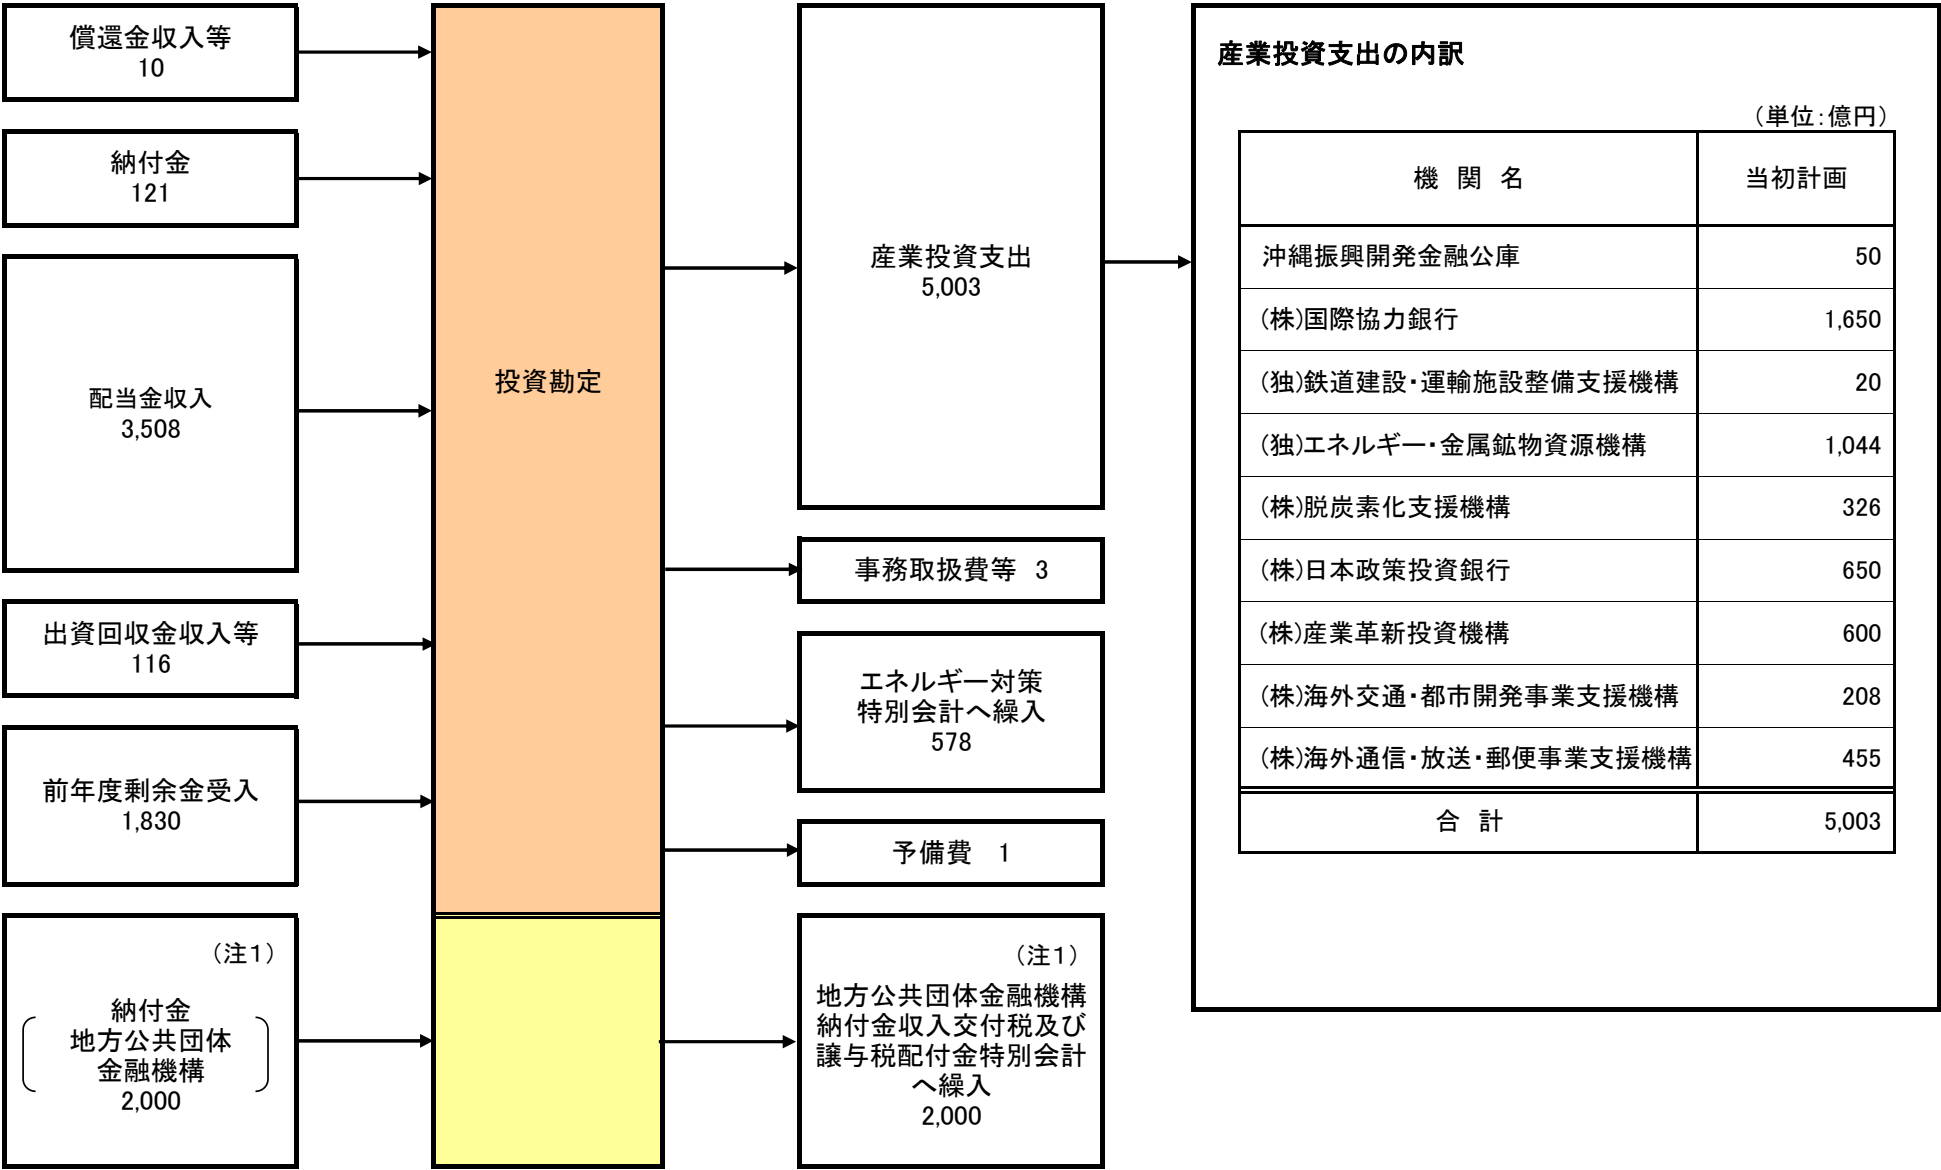 償還金収入等
10
納付金
121
配当金収入
3,508
出資回収金収入等
116
前年度剰余金受入
1,830
（注１）
納付金
地方公共団体
金融機構
2,000
投資勘定
産業投資支出
5,003
事務取扱費等 3
エネルギー対策
特別会計へ繰入
578
予備費 1
（注１）
地方公共団体金融機構
納付金収入交付税及び
譲与税配付金特別会計
へ繰入
2,000
産業投資支出の内訳
（単位：億円）
機 関 名 当初計画
沖縄振興開発金融公庫 50
(株)国際協力銀行 1,650
(独)鉄道建設・運輸施設整備支援機構 20
(独)エネルギー・金属鉱物資源機構 1,044
(株)脱炭素化支援機構 326
(株)日本政策投資銀行 650
(株)産業革新投資機構 600
(株)海外交通・都市開発事業支援機構 208
(株)海外通信・放送・郵便事業支援機構 455
合 計 5,003